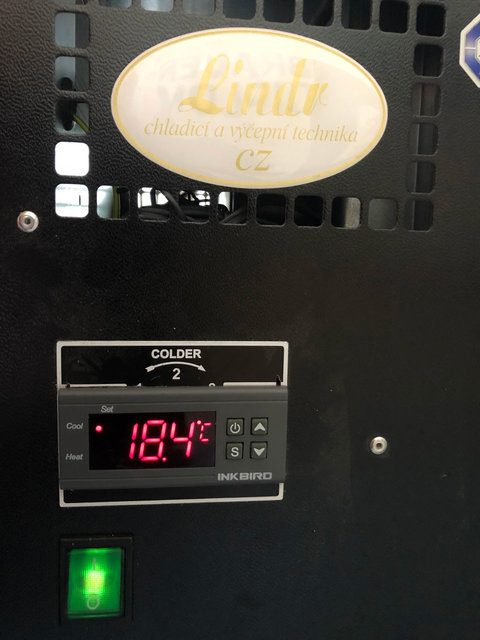 Lindr
chladicí a výčepní technika
CZ
COLDER
2
Set
Cool
18.4°C
Heat
S
INKBIRD